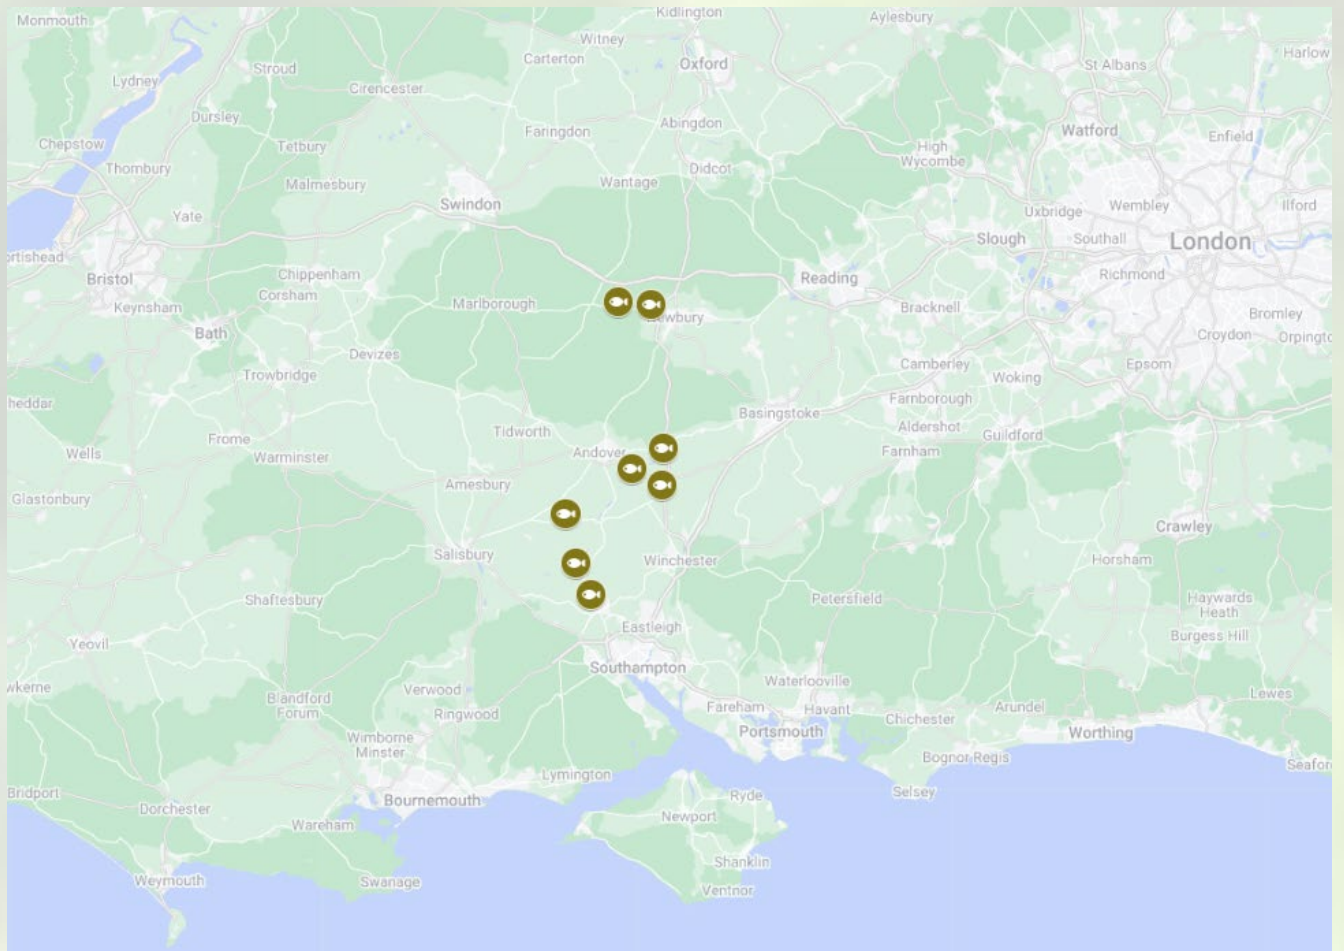 Kidlington
Monmouth
Aylesbury
Witney
Carterton
Oxford
Harlow
St Albans
Stroud
Lydney
Cirencester
Dursley
Abingdon
Faringdon
Watford
Enfield
Chepstow
Tetbury
High
Wycombe
Thornbury
Didcot
Malmesbury
Wantage
Swindon
Wembley
Ilford
Uxbridge
Yate
Slough
Southall
London
ortishead
Bristol
Chippenham
Reading
Richmond
Corsham
Marlborough
Keynsham
Bracknell
Bromley
ewbury
Bath
Croydon
Orpingto
Devizes
Camberley
Epsom
Trowbridge
Woking
Farnborough
heddar
Basingstoke
Aldershot
Tidworth
Guildford
Frome
Wells
Andover
Farnham
Warminster
Amesbury
Glastonbury
Crawley
Salisbury
Winchester
Horsham
Shaftesbury
Petersfield
Haywards
Heath
Eastleigh
Burgess Hill
Yeovil
Southampton
wkerne
Waterlooville
Verwood
Lewes
Blandford
Forum
Fareham
Havant
Arundel
Ringwood
Chichester
Portsmouth
Worthing
Wimborne
Minster
Bognor Regis
Seafor
Lymington
Bridport
Ryde
Selsey
Bournemouth
Dorchester
Newport
Wareham
Shanklin
Weymouth
Swanage
Ventnor